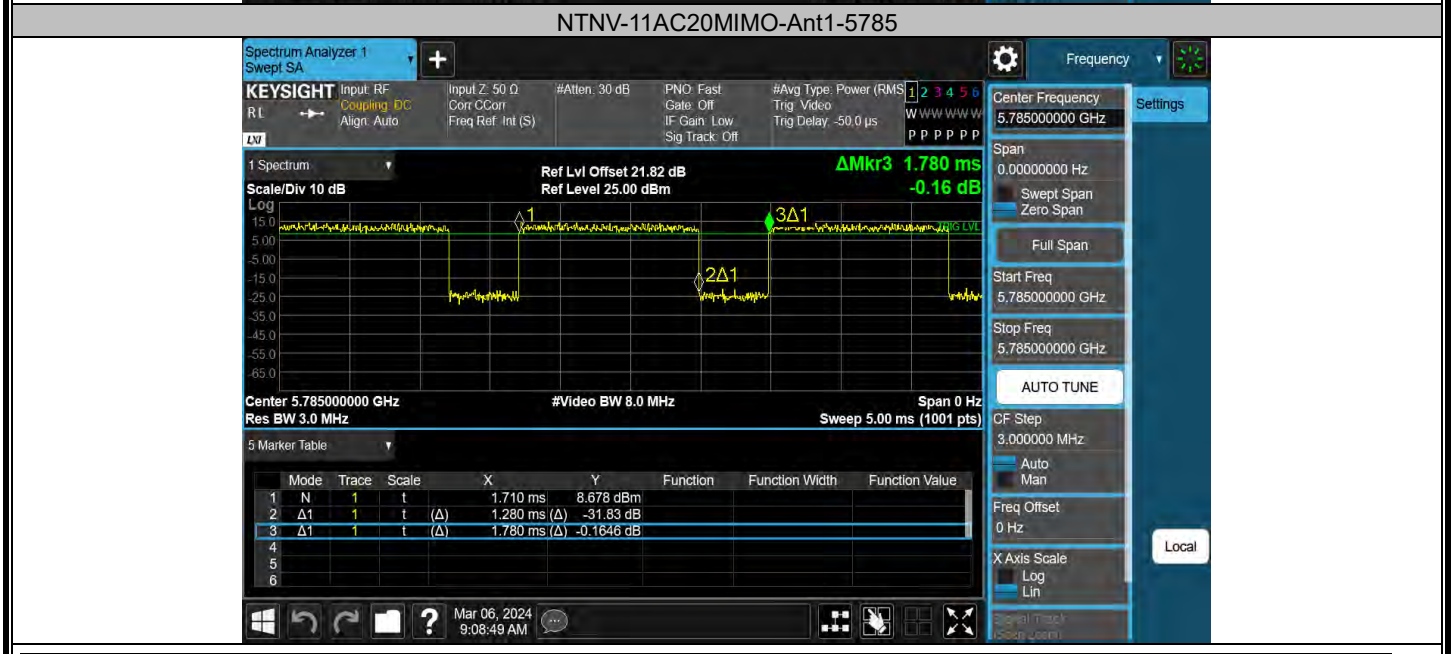 NTNV-11AC20MIMO-Ant1-5785
Spectrum Analyzer 1
Swept SA
+
Frequency
KEYSIGHT
RL
LXI
Input: RF
Coupling: DC
Align: Auto
Input Z: 50 Ω
Corr CCorr
Freq Ref: Int (S)
#Atten: 30 dB
PNO: Fast
Gate: Off
IF Gain: Low
Sig Track: Off
#Avg Type: Power (RMS
Trig: Video
Trig Delay: -50.0 µs
1 2 3 4 5 6
W W W W W W
P P P P P P
Center Frequency
5.785000000 GHz
Settings
Span
0.00000000 Hz
Swept Span
Zero Span
Full Span
Start Freq
5.785000000 GHz
Stop Freq
5.785000000 GHz
AUTO TUNE
CF Step
3.000000 MHz
Auto
Man
Freq Offset
0 Hz
X Axis Scale
Log
Lin
Signal Track
(Span Zoom)
Local
1 Spectrum
Scale/Div 10 dB
Ref Lvl Offset 21.82 dB
Ref Level 25.00 dBm
ΔMkr3 1.780 ms
-0.16 dB
Log
15.0
5.00
-5.00
-15.0
-25.0
-35.0
-45.0
-55.0
-65.0
1
3Δ1
TRIG LVL
2Δ1
Center 5.785000000 GHz
#Video BW 8.0 MHz
Span 0 Hz
Res BW 3.0 MHz
Sweep 5.00 ms (1001 pts)
5 Marker Table
Mode Trace Scale X Y Function Function Width Function Value
1 N 1 t 1.710 ms 8.678 dBm
2 Δ1 1 t (Δ) 1.280 ms (Δ) -31.83 dB
3 Δ1 1 t (Δ) 1.780 ms (Δ) -0.1646 dB
4
5
6
?
Mar 06, 2024
9:08:49 AM